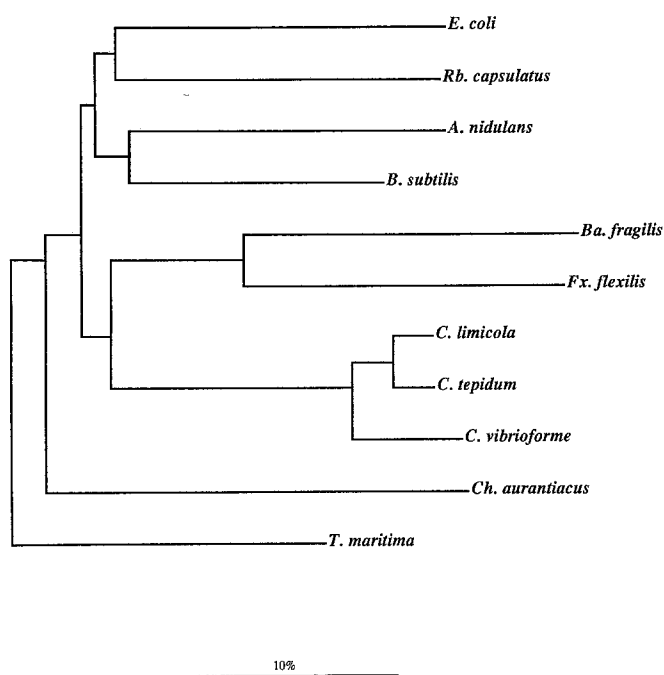 E. coli
Rb. capsulatus
A. nidulans
B. subtilis
Ba. fragilis
Fx. flexilis
C. limicola
C. tepidum
C. vibrioforme
Ch. aurantiacus
T. maritima
10%